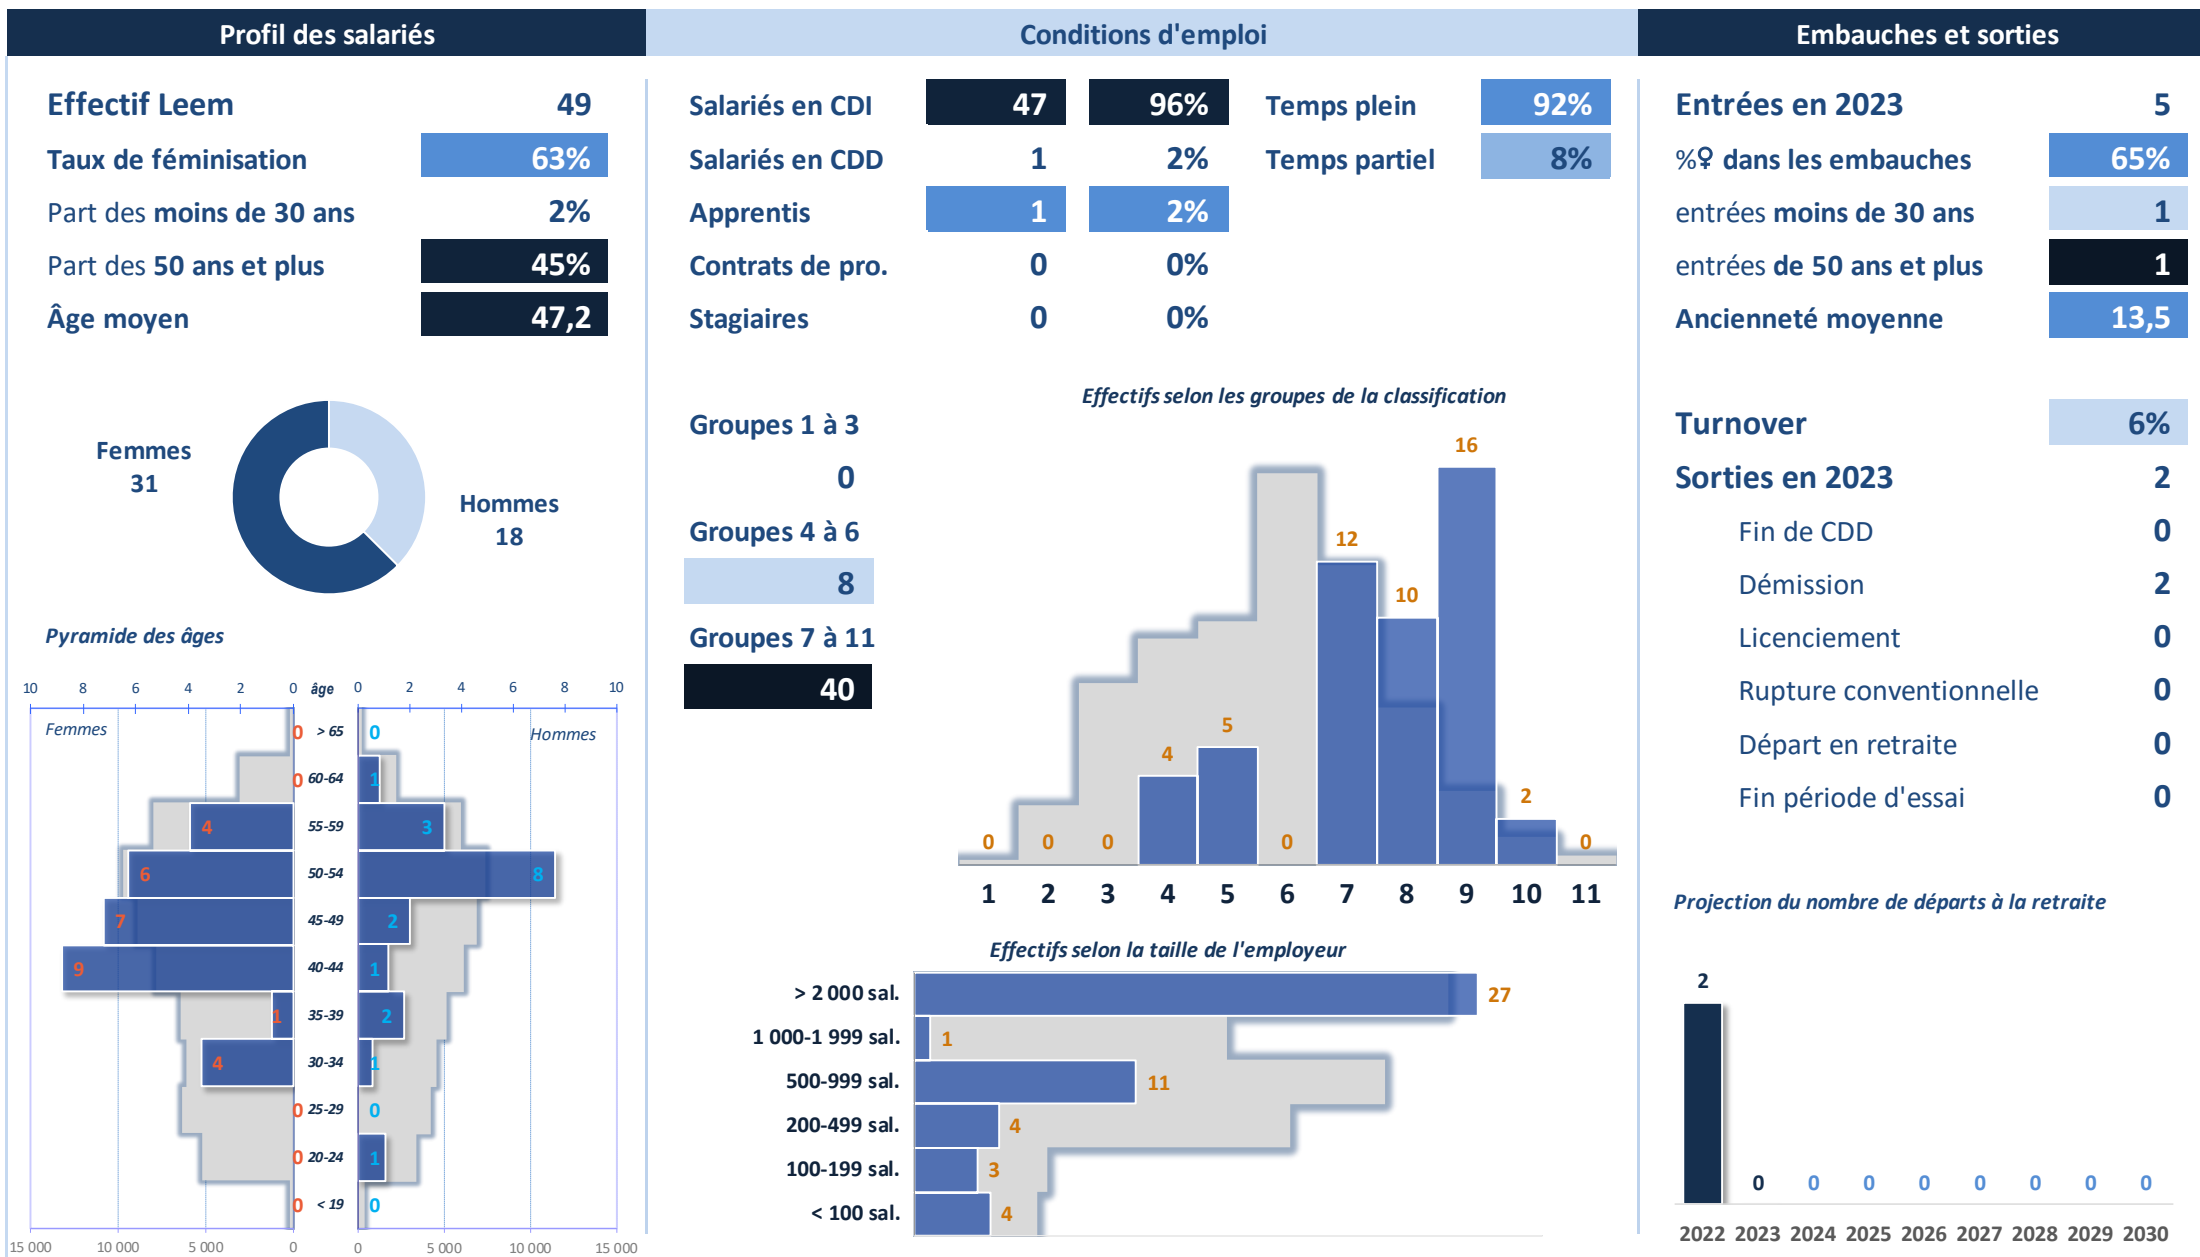 Profil des salariés
Effectif Leem 49
Taux de féminisation 63%
Part des moins de 30 ans 2%
Part des 50 ans et plus 45%
Âge moyen 47,2
Femmes
31
Hommes
18
Pyramide des âges
10 8 6 4 2 0 âge 0 2 4 6 8 10
Femmes Hommes
0 > 65 0
0 60-64 1
4 55-59 3
6 50-54 8
7 45-49 2
9 40-44 1
1 35-39 2
4 30-34 1
0 25-29 0
0 20-24 1
0 < 19 0
15 000 10 000 5 000 0 0 5 000 10 000 15 000
Conditions d'emploi
Salariés en CDI 47 96% Temps plein 92%
Salariés en CDD 1 2% Temps partiel 8%
Apprentis 1 2%
Contrats de pro. 0 0%
Stagiaires 0 0%
Groupes 1 à 3
0
Groupes 4 à 6
8
Groupes 7 à 11
40
Effectifs selon les groupes de la classification
0 0 0 4 5 0 12 10 16 2 0
1 2 3 4 5 6 7 8 9 10 11
Effectifs selon la taille de l'employeur
> 2 000 sal. 27
1 000-1 999 sal. 1
500-999 sal. 11
200-499 sal. 4
100-199 sal. 3
< 100 sal. 4
Embauches et sorties
Entrées en 2023 5
%♀ dans les embauches 65%
entrées moins de 30 ans 1
entrées de 50 ans et plus 1
Ancienneté moyenne 13,5
Turnover 6%
Sorties en 2023 2
Fin de CDD 0
Démission 2
Licenciement 0
Rupture conventionnelle 0
Départ en retraite 0
Fin période d'essai 0
Projection du nombre de départs à la retraite
2 0 0 0 0 0 0 0 0
2022 2023 2024 2025 2026 2027 2028 2029 2030